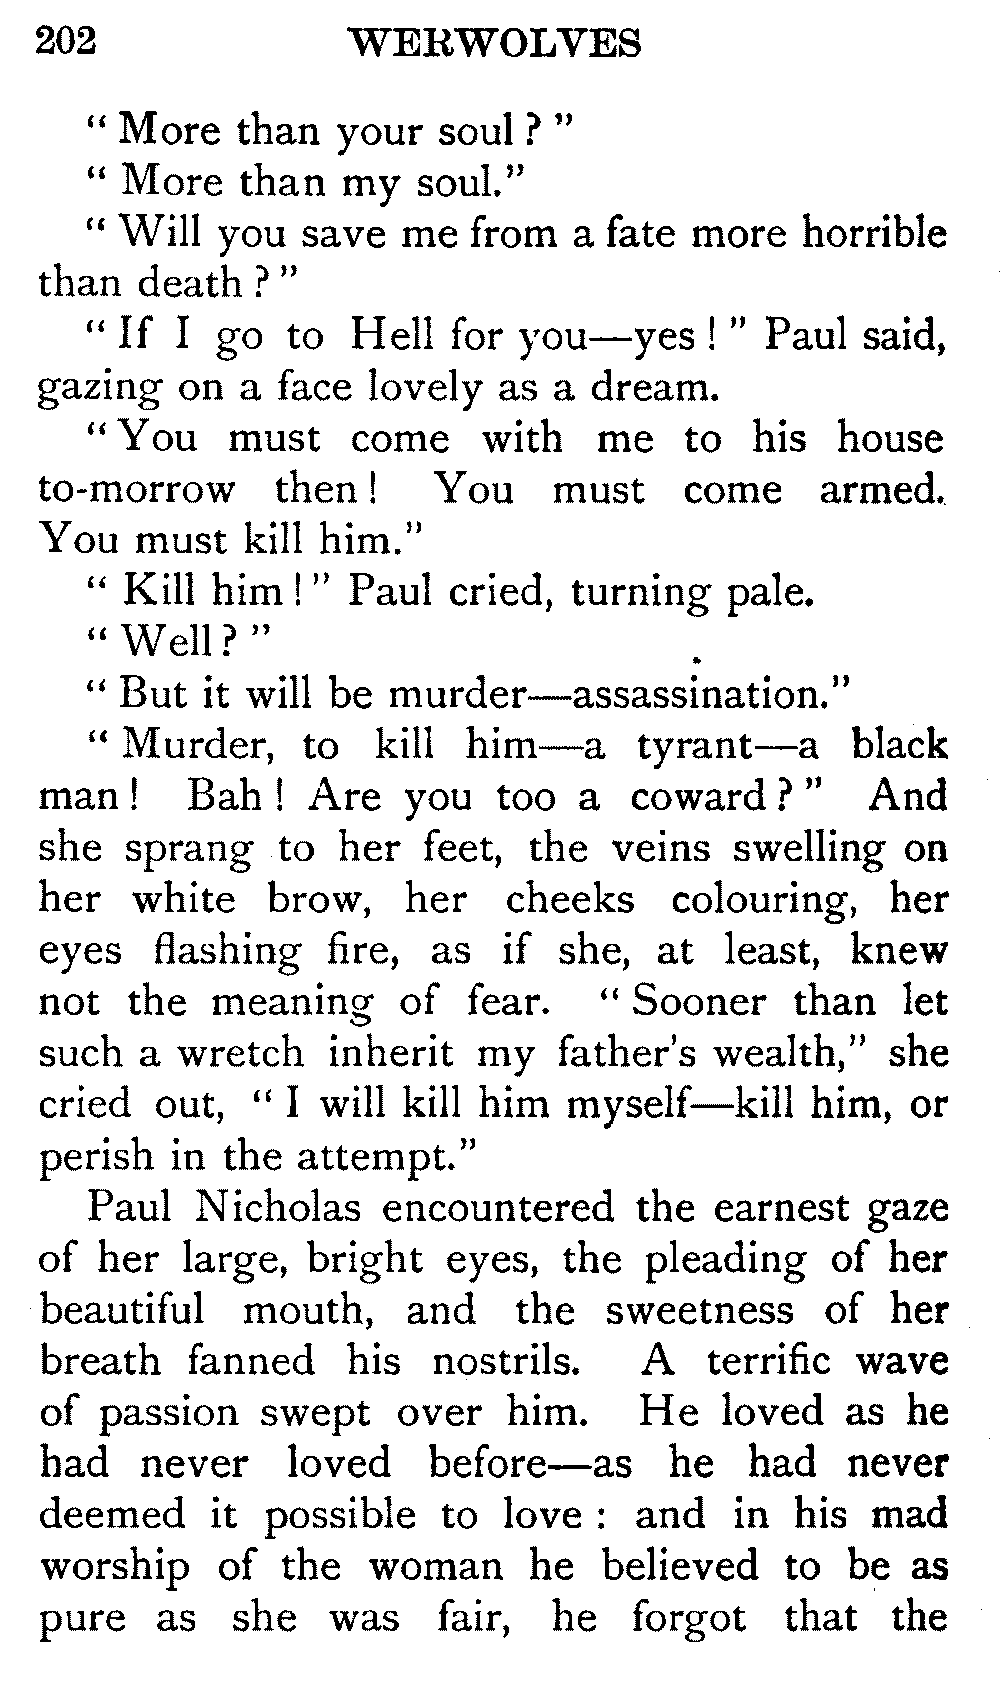 202 WERWOLVES
" More than your soul ? "
" More than my soul."
" Will you save me from a fate more horrible
than death ? "
" If I go to Hell for you—yes ! " Paul said,
gazing on a face lovely as a dream.
" You must come with me to his house
to-morrow then ! You must come armed.
You must kill him."
" Kill him ! " Paul cried, turning pale.
" Well ? "
" But it will be murder—assassination."
" Murder, to kill him—a tyrant—a black
man ! Bah ! Are you too a coward ? " And
she sprang to her feet, the veins swelling on
her white brow, her cheeks colouring, her
eyes flashing fire, as if she, at least, knew
not the meaning of fear. " Sooner than let
such a wretch inherit my father's wealth," she
cried out, " I will kill him myself—kill him, or
perish in the attempt."
Paul Nicholas encountered the earnest gaze
of her large, bright eyes, the pleading of her
beautiful mouth, and the sweetness of her
breath fanned his nostrils. A terrific wave
of passion swept over him. He loved as he
had never loved before—as he had never
deemed it possible to love : and in his mad
worship of the woman he believed to be as
pure as she was fair, he forgot that the